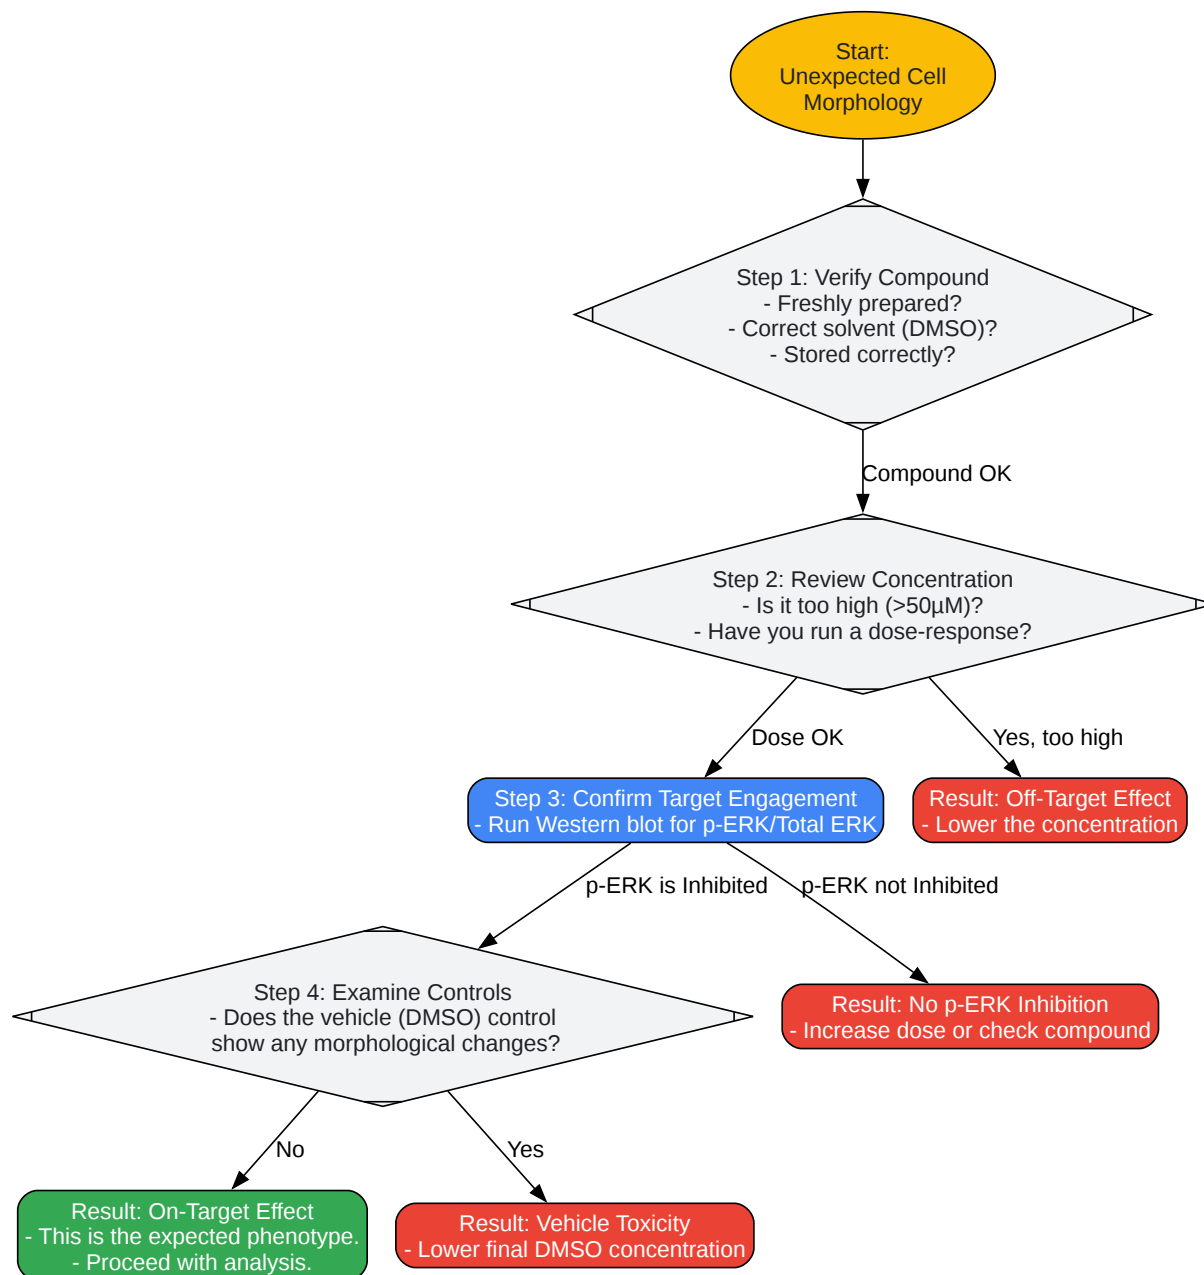 Start:
Unexpected Cell
Morphology
Step 1: Verify Compound
- Freshly prepared?
- Correct solvent (DMSO)?
- Stored correctly?
Compound OK
Step 2: Review Concentration
- Is it too high (>50µM)?
- Have you run a dose-response?
Dose OK
Yes, too high
Step 3: Confirm Target Engagement
- Run Western blot for p-ERK/Total ERK
Result: Off-Target Effect
- Lower the concentration
p-ERK is Inhibited
p-ERK not Inhibited
Step 4: Examine Controls
- Does the vehicle (DMSO) control
show any morphological changes?
Result: No p-ERK Inhibition
- Increase dose or check compound
No
Yes
Result: On-Target Effect
- This is the expected phenotype.
- Proceed with analysis.
Result: Vehicle Toxicity
- Lower final DMSO concentration